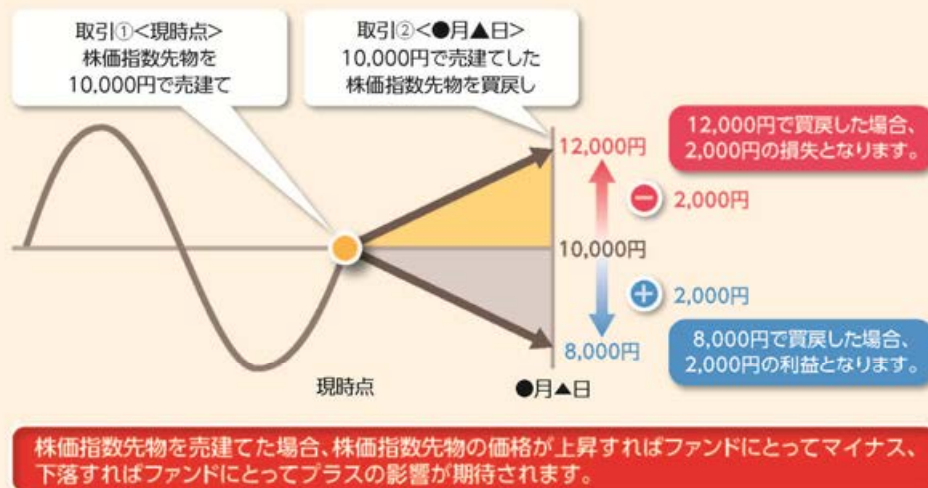 取引①<現時点>
株価指数先物を
10,000円で売建て
取引②<●月▲日>
10,000円で売建てした
株価指数先物を買戻し
12,000円
12,000円で買戻した場合、
2,000円の損失となります。
2,000円
10,000円
2,000円
8,000円
8,000円で買戻した場合、
2,000円の利益となります。
現時点
●月▲日
株価指数先物を売建てた場合、株価指数先物の価格が上昇すればファンドにとってマイナス、
下落すればファンドにとってプラスの影響が期待されます。